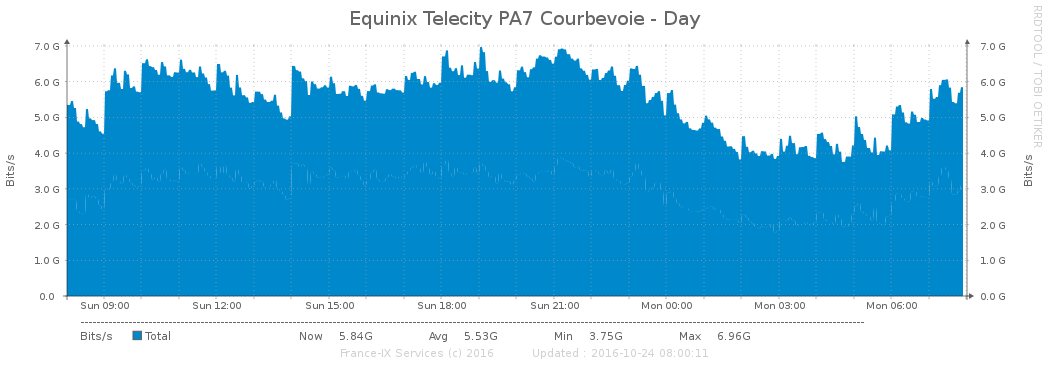 Equinix Telecity PA7 Courbevoie - Day
RRDTOOL / TOBI OETIKER
Bits/s
7.0 G
6.0 G
5.0 G
4.0 G
3.0 G
2.0 G
1.0 G
0.0
7.0 G
6.0 G
5.0 G
4.0 G
3.0 G
2.0 G
1.0 G
0.0 G
Bits/s
Sun 09:00 Sun 12:00 Sun 15:00 Sun 18:00 Sun 21:00 Mon 00:00 Mon 03:00 Mon 06:00
Bits/s Total Now 5.84G Avg 5.53G Min 3.75G Max 6.96G
France-IX Services (c) 2016 Updated : 2016-10-24 08:00:11